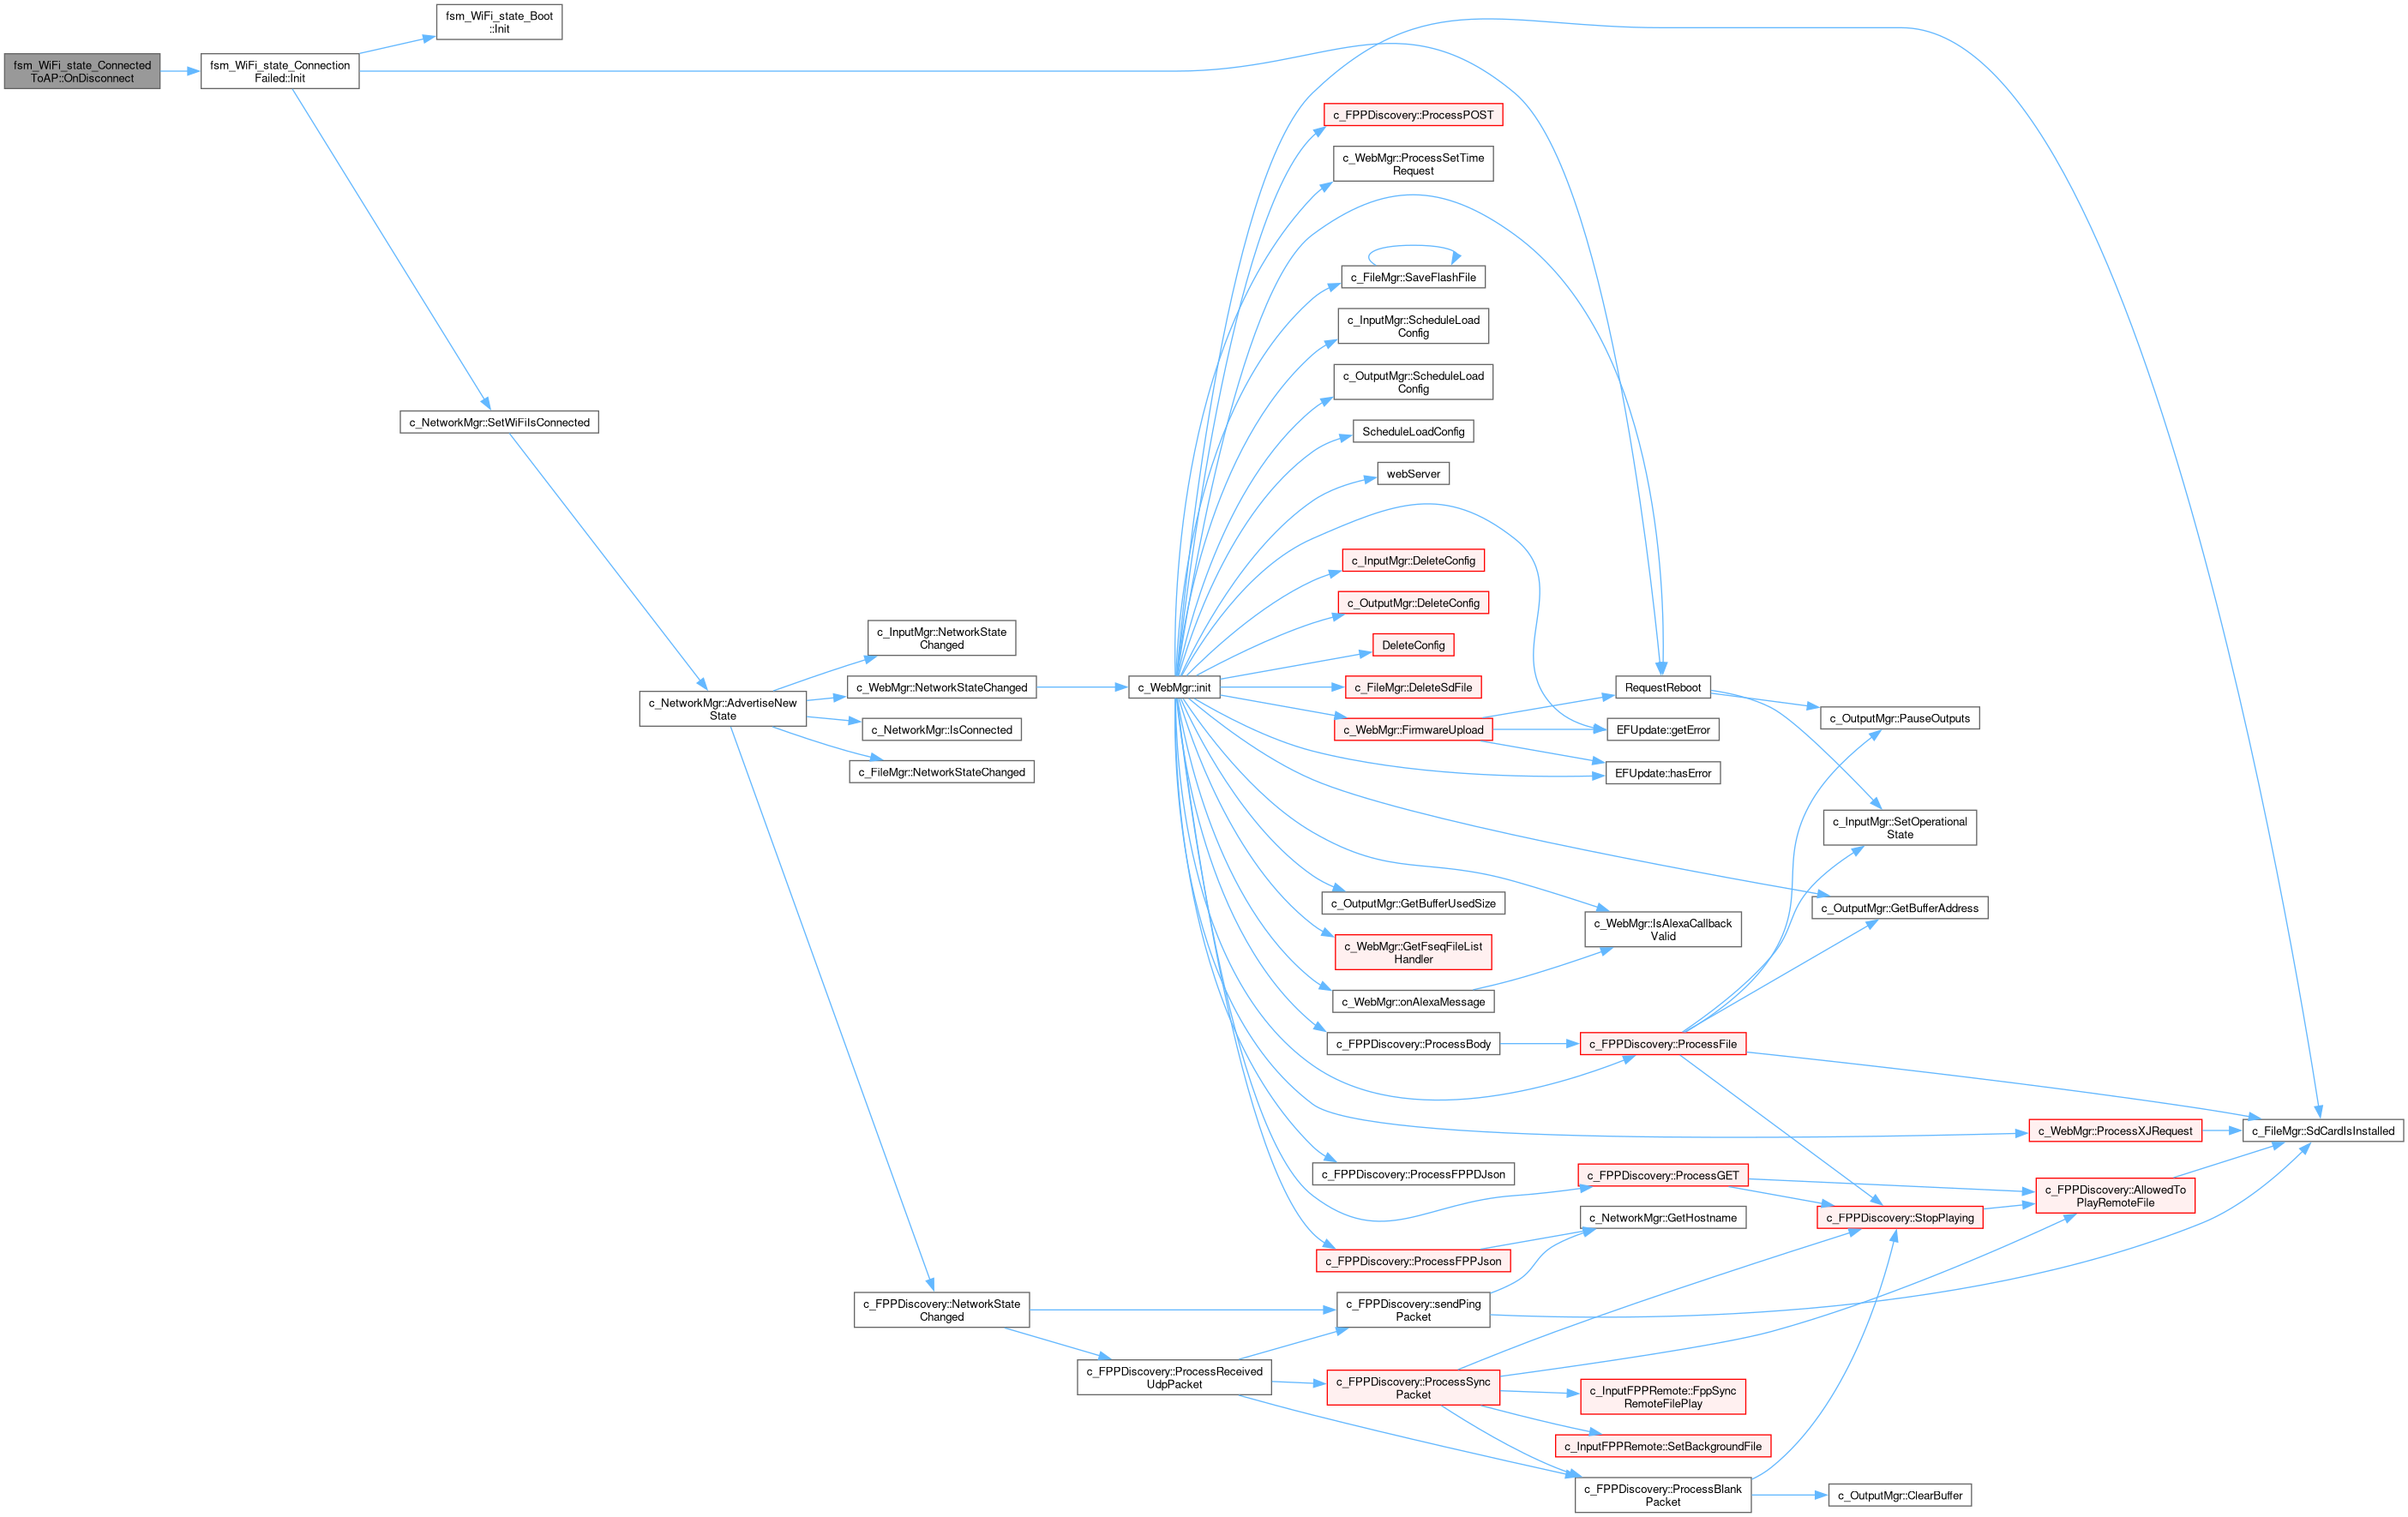 fsm_WiFi_state_Connected
ToAP::OnDisconnect
fsm_WiFi_state_Connection
Failed::Init
fsm_WiFi_state_Boot
::Init
c_NetworkMgr::SetWiFiIsConnected
c_NetworkMgr::AdvertiseNew
State
c_InputMgr::NetworkState
Changed
c_WebMgr::NetworkStateChanged
c_NetworkMgr::IsConnected
c_FileMgr::NetworkStateChanged
c_FPPDiscovery::NetworkState
Changed
c_WebMgr::init
c_FPPDiscovery::ProcessReceived
UdpPacket
c_FPPDiscovery::ProcessPOST
c_WebMgr::ProcessSetTime
Request
c_FileMgr::SaveFlashFile
c_InputMgr::ScheduleLoad
Config
c_OutputMgr::ScheduleLoad
Config
ScheduleLoadConfig
webServer
c_InputMgr::DeleteConfig
c_OutputMgr::DeleteConfig
DeleteConfig
c_FileMgr::DeleteSdFile
c_WebMgr::FirmwareUpload
c_OutputMgr::GetBufferUsedSize
c_WebMgr::GetFseqFileList
Handler
c_WebMgr::onAlexaMessage
c_FPPDiscovery::ProcessBody
c_FPPDiscovery::ProcessFPPDJson
c_FPPDiscovery::ProcessFPPJson
c_FPPDiscovery::sendPing
Packet
c_FPPDiscovery::ProcessSync
Packet
RequestReboot
EFUpdate::getError
EFUpdate::hasError
c_WebMgr::IsAlexaCallback
Valid
c_FPPDiscovery::ProcessFile
c_FPPDiscovery::ProcessGET
c_NetworkMgr::GetHostname
c_InputFPPRemote::FppSync
RemoteFilePlay
c_InputFPPRemote::SetBackgroundFile
c_FPPDiscovery::ProcessBlank
Packet
c_OutputMgr::PauseOutputs
c_InputMgr::SetOperational
State
c_OutputMgr::GetBufferAddress
c_FPPDiscovery::StopPlaying
c_OutputMgr::ClearBuffer
c_WebMgr::ProcessXJRequest
c_FPPDiscovery::AllowedTo
PlayRemoteFile
c_FileMgr::SdCardIsInstalled